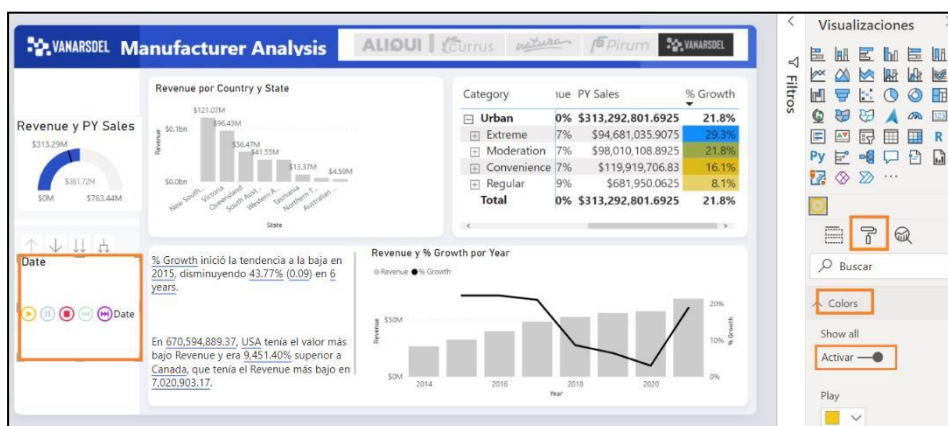 VANARSDEL Manufacturer Analysis
ALIQUI Currus natura Pirum VANARSDEL
Revenue y PY Sales
$313.29M
$381.72M
$0M $763.44M
Revenue por Country y State
$121.07M
$96.43M
$56.47M
$41.55M
$13.37M
$4.59M
Revenue
$0.1bn
$0.0bn
New South... Victoria Queensland South Aust... Western A... Tasmania Northern T... Australian...
State
Category PY Sales % Growth
Urban 0% $313,292,801.6925 21.8%
Extreme 7% $94,681,035.9075 29.3%
Moderation 7% $98,010,108.8925 21.8%
Convenience 7% $119,919,706.83 16.1%
Regular 9% $681,950.0625 8.1%
Total 0% $313,292,801.6925 21.8%
Date
Date
% Growth inició la tendencia a la baja en
2015, disminuyendo 43.77% (0.09) en 6
years.
En 670,594,889.37, USA tenía el valor más
bajo Revenue y era 9,451.40% superior a
Canada, que tenía el Revenue más bajo en
7,020,903.17.
Revenue y % Growth por Year
Revenue % Growth
Revenue
$50M
$0M
2014 2016 2018 2020
Year
20%
10%
0%
% Growth
Filtros
Visualizaciones
R
Py
123
Buscar
Colors
Show all
Activar
Play